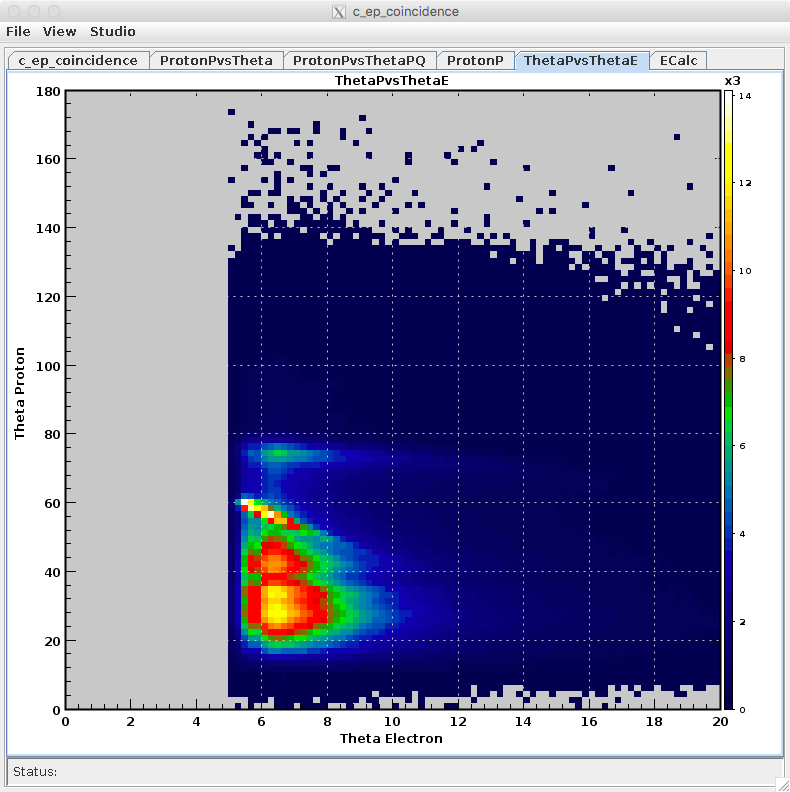 c_ep_coincidence
File View Studio
c_ep_coincidence ProtonPvsTheta ProtonPvsThetaPQ ProtonP ThetaPvsThetaE ECalc
ThetaPvsThetaE
x3
180
160
140
120
100
80
60
40
20
0
Theta Proton
14
12
10
8
6
4
2
0
0 2 4 6 8 10 12 14 16 18 20
Theta Electron
Status: